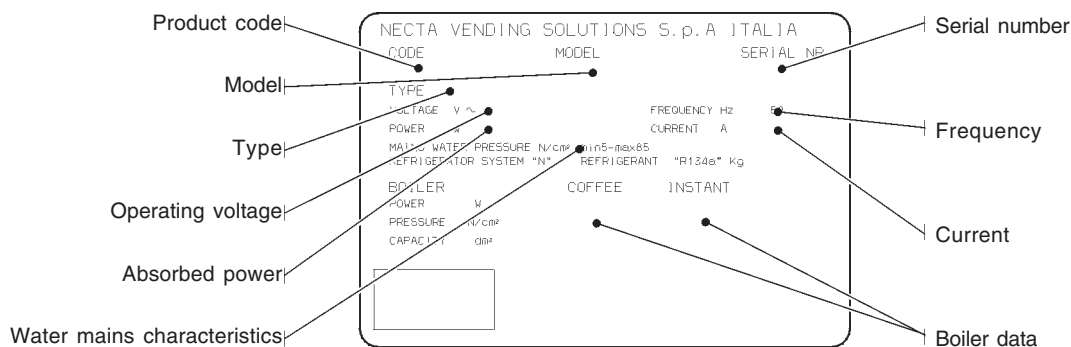 Product code
Model
Type
Operating voltage
Absorbed power
Water mains characteristics
NECTA VENDING SOLUTIONS S.p.A ITALIA
CODE MODEL SERIAL NR
TYPE
VOLTAGE V ~ FREQUENCY Hz 50
POWER W CURRENT A
MAINS WATER PRESSURE N/cm² min5-max85
REFRIGERATOR SYSTEM "N" REFRIGERANT "R134a" Kg
BOILER COFFEE INSTANT
POWER W
PRESSURE N/cm²
CAPACITY dm³
Serial number
Frequency
Current
Boiler data